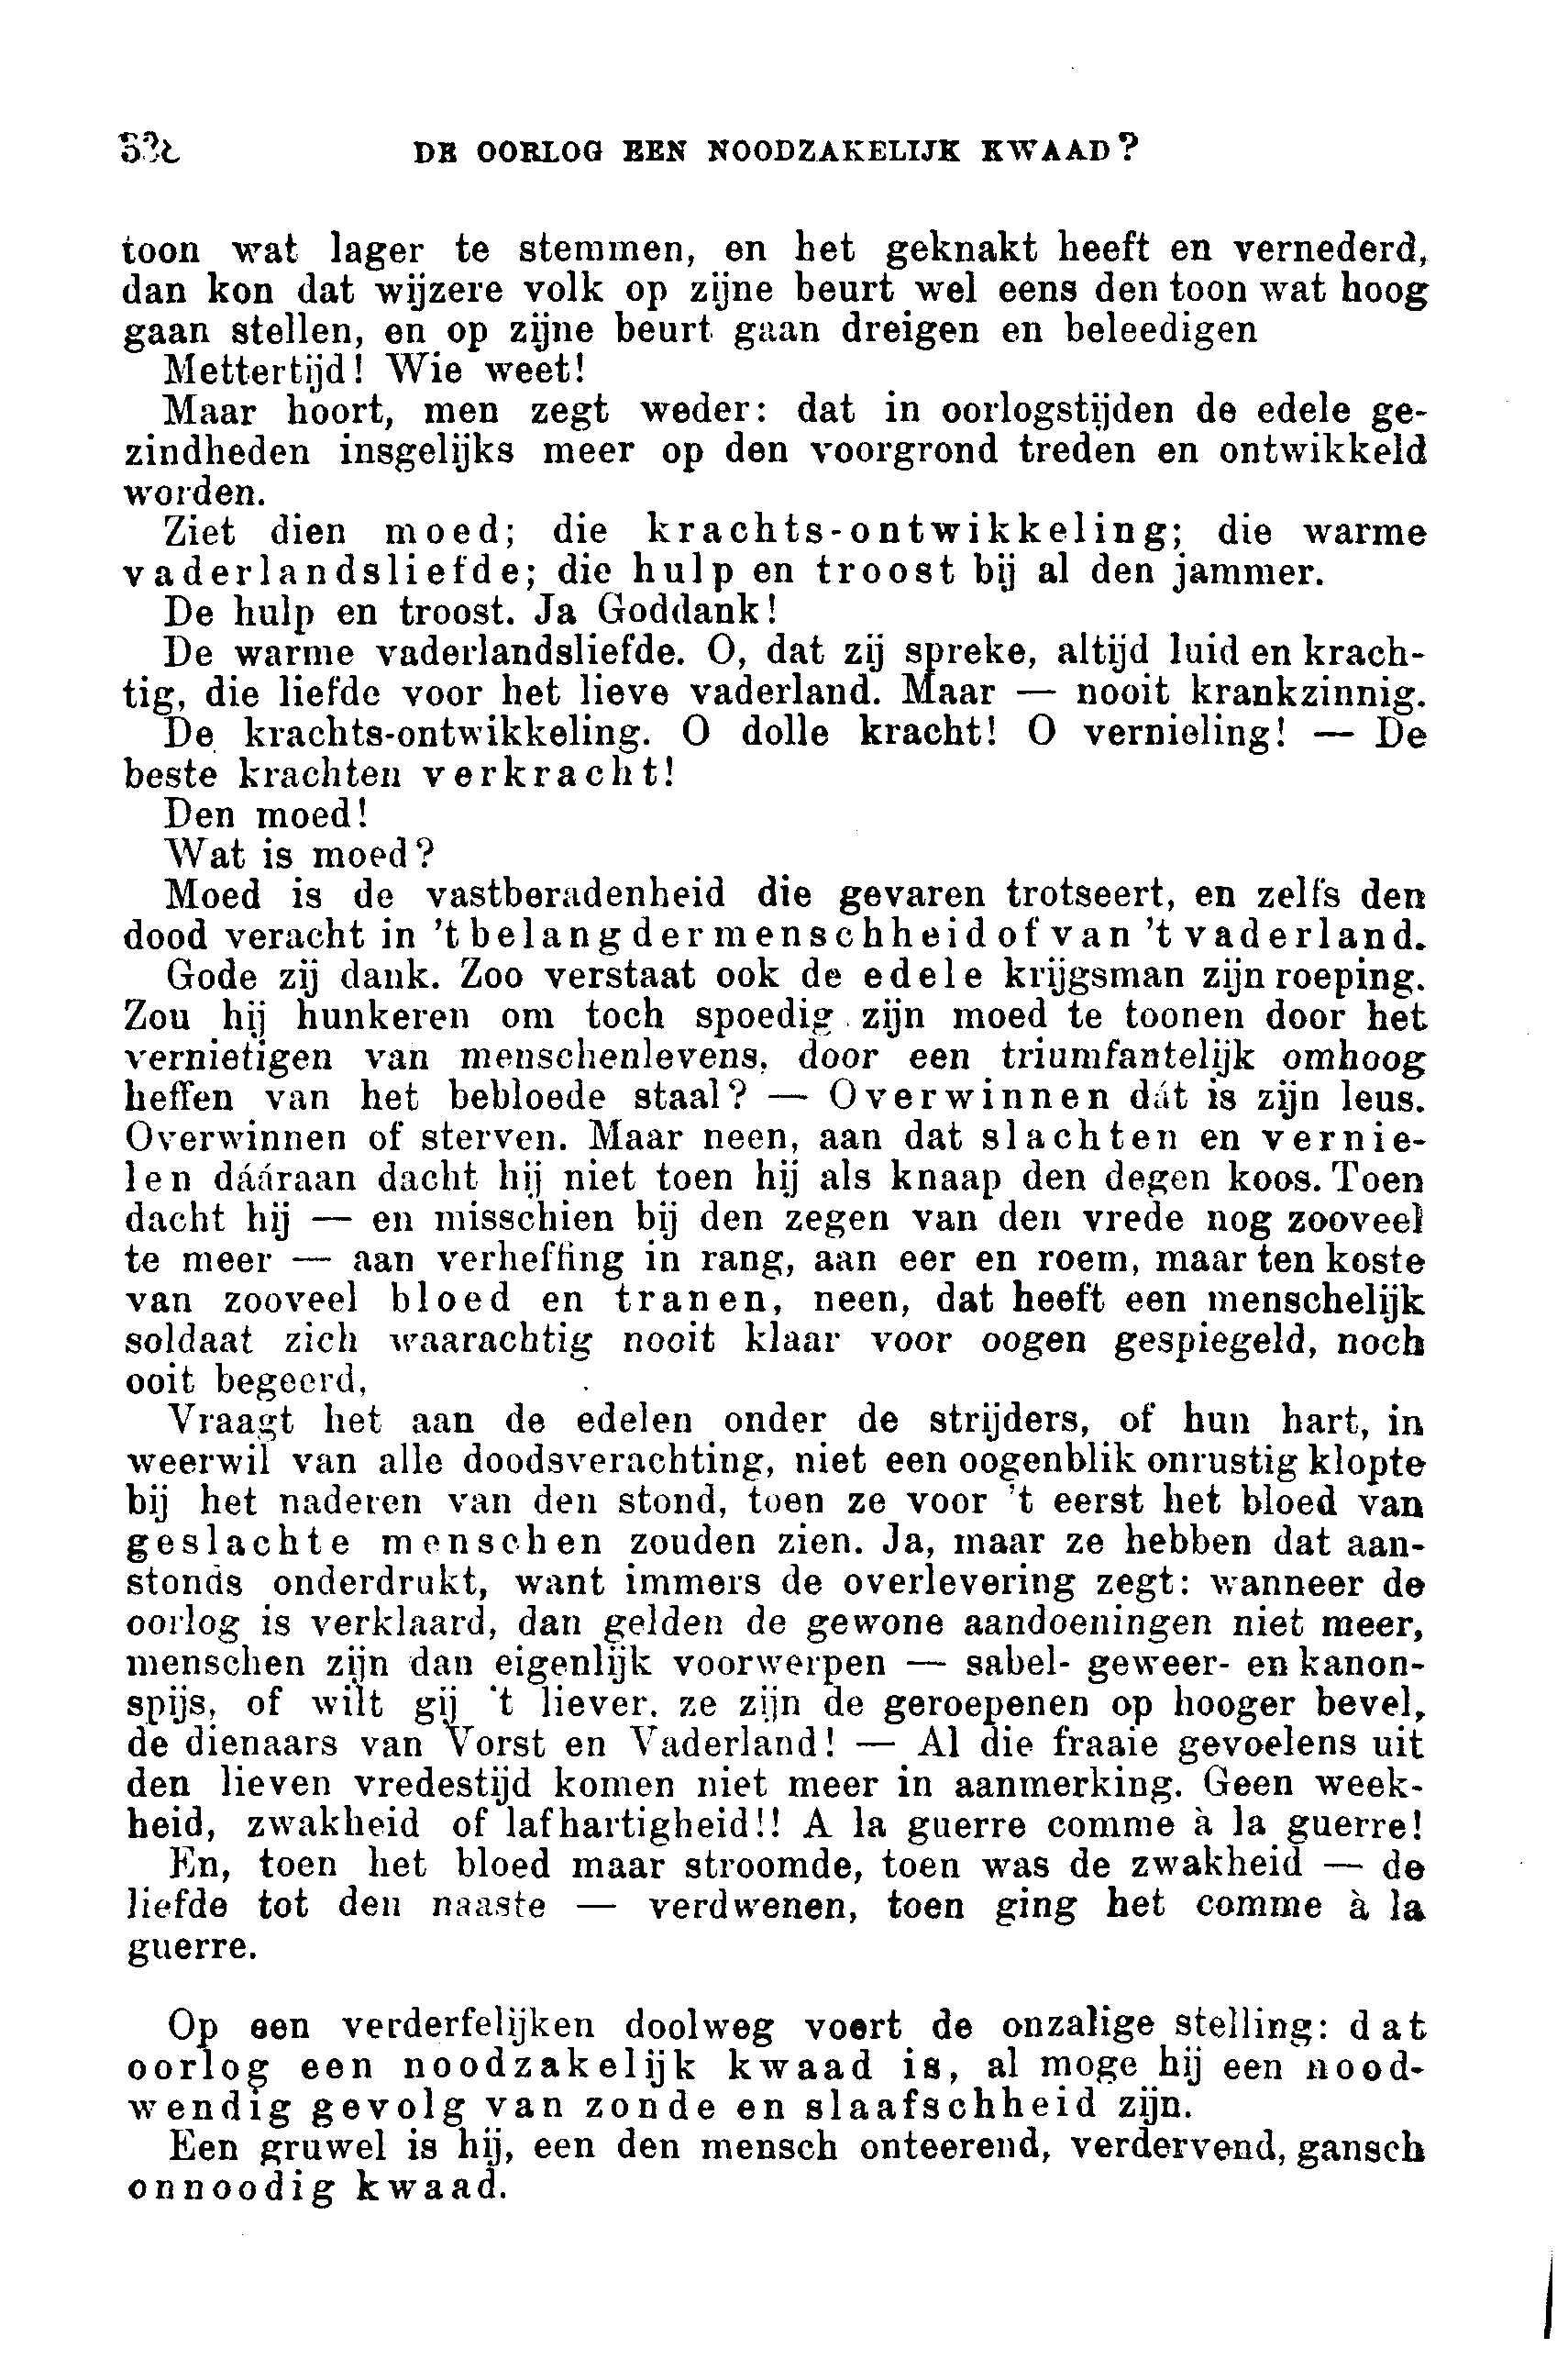 DE OORLOG EEN NOODZAKELIJK KWAAD?
toon wat lager te stemmen, en het geknakt heeft en vernederd,
dan kon dat wijzere volk op zijne beurt wel eens den toon wat hoog
gaan stellen, en op zijne beurt gaan dreigen en beleedigen
Mettertijd! Wie weet!
Maar hoort, men zegt weder: dat in oorlogstijden de edele ge-
zindheden insgelijks meer op den voorgrond treden en ontwikkeld
worden.
Ziet dien moed; die krachts-ontwikkeling; die warme
vaderlandsliefde; die hulp en troost bij al den jammer.
De hulp en troost. Ja Goddank!
De warme vaderlandsliefde. O, dat zij spreke, altijd luid en krach-
tig, die liefde voor het lieve vaderland. Maar — nooit krankzinnig.
De krachts-ontwikkeling. O dolle kracht! O vernieling! — De
beste krachten verkracht!
Den moed!
Wat is moed?
Moed is de vastberadenheid die gevaren trotseert, en zelfs den
dood veracht in 't belang der menschheid of van 't vaderland.
Gode zij dank. Zoo verstaat ook de edele krijgsman zijn roeping.
Zou hij hunkeren om toch spoedig zijn moed te toonen door het
vernietigen van menschenlevens, door een triumfantelijk omhoog
heffen van het bebloede staal? — Overwinnen dát is zijn leus.
Overwinnen of sterven. Maar neen, aan dat slachten en vernie-
len dááraan dacht hij niet toen hij als knaap den degen koos. Toen
dacht hij — en misschien bij den zegen van den vrede nog zooveel
te meer — aan verheffing in rang, aan eer en roem, maar ten koste
van zooveel bloed en tranen, neen, dat heeft een menschelijk
soldaat zich waarachtig nooit klaar voor oogen gespiegeld, noch
ooit begeerd,
Vraagt het aan de edelen onder de strijders, of hun hart, in
weerwil van alle doodsverachting, niet een oogenblik onrustig klopte
bij het naderen van den stond, toen ze voor 't eerst het bloed van
geslachte menschen zouden zien. Ja, maar ze hebben dat aan-
stonds onderdrukt, want immers de overlevering zegt: wanneer de
oorlog is verklaard, dan gelden de gewone aandoeningen niet meer,
menschen zijn dan eigenlijk voorwerpen — sabel- geweer- en kanon-
spijs, of wilt gij 't liever. ze zijn de geroepenen op hooger bevel,
de dienaars van Vorst en Vaderland! — Al die fraaie gevoelens uit
den lieven vredestijd komen niet meer in aanmerking. Geen week-
heid, zwakheid of lafhartigheid!! A la guerre comme à la guerre!
En, toen het bloed maar stroomde, toen was de zwakheid — de
liefde tot den naaste — verdwenen, toen ging het comme à la
guerre.
Op een verderfelijken doolweg voert de onzalige stelling: dat
oorlog een noodzakelijk kwaad is, al moge hij een nood-
wendig gevolg van zonde en slaafschheid zijn.
Een gruwel is hij, een den mensch onteerend, verdervend, gansch
onnoodig kwaad.